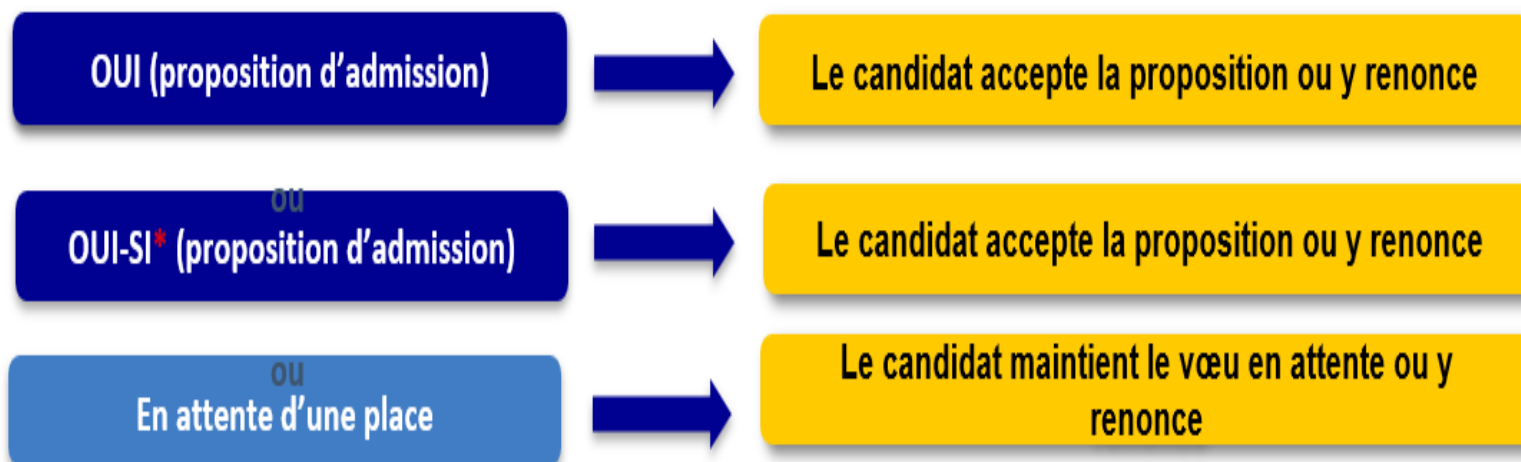 OUI (proposition d’admission)
Le candidat accepte la proposition ou y renonce
ou
OUI-SI* (proposition d’admission)
Le candidat accepte la proposition ou y renonce
ou
En attente d’une place
Le candidat maintient le vœu en attente ou y
renonce